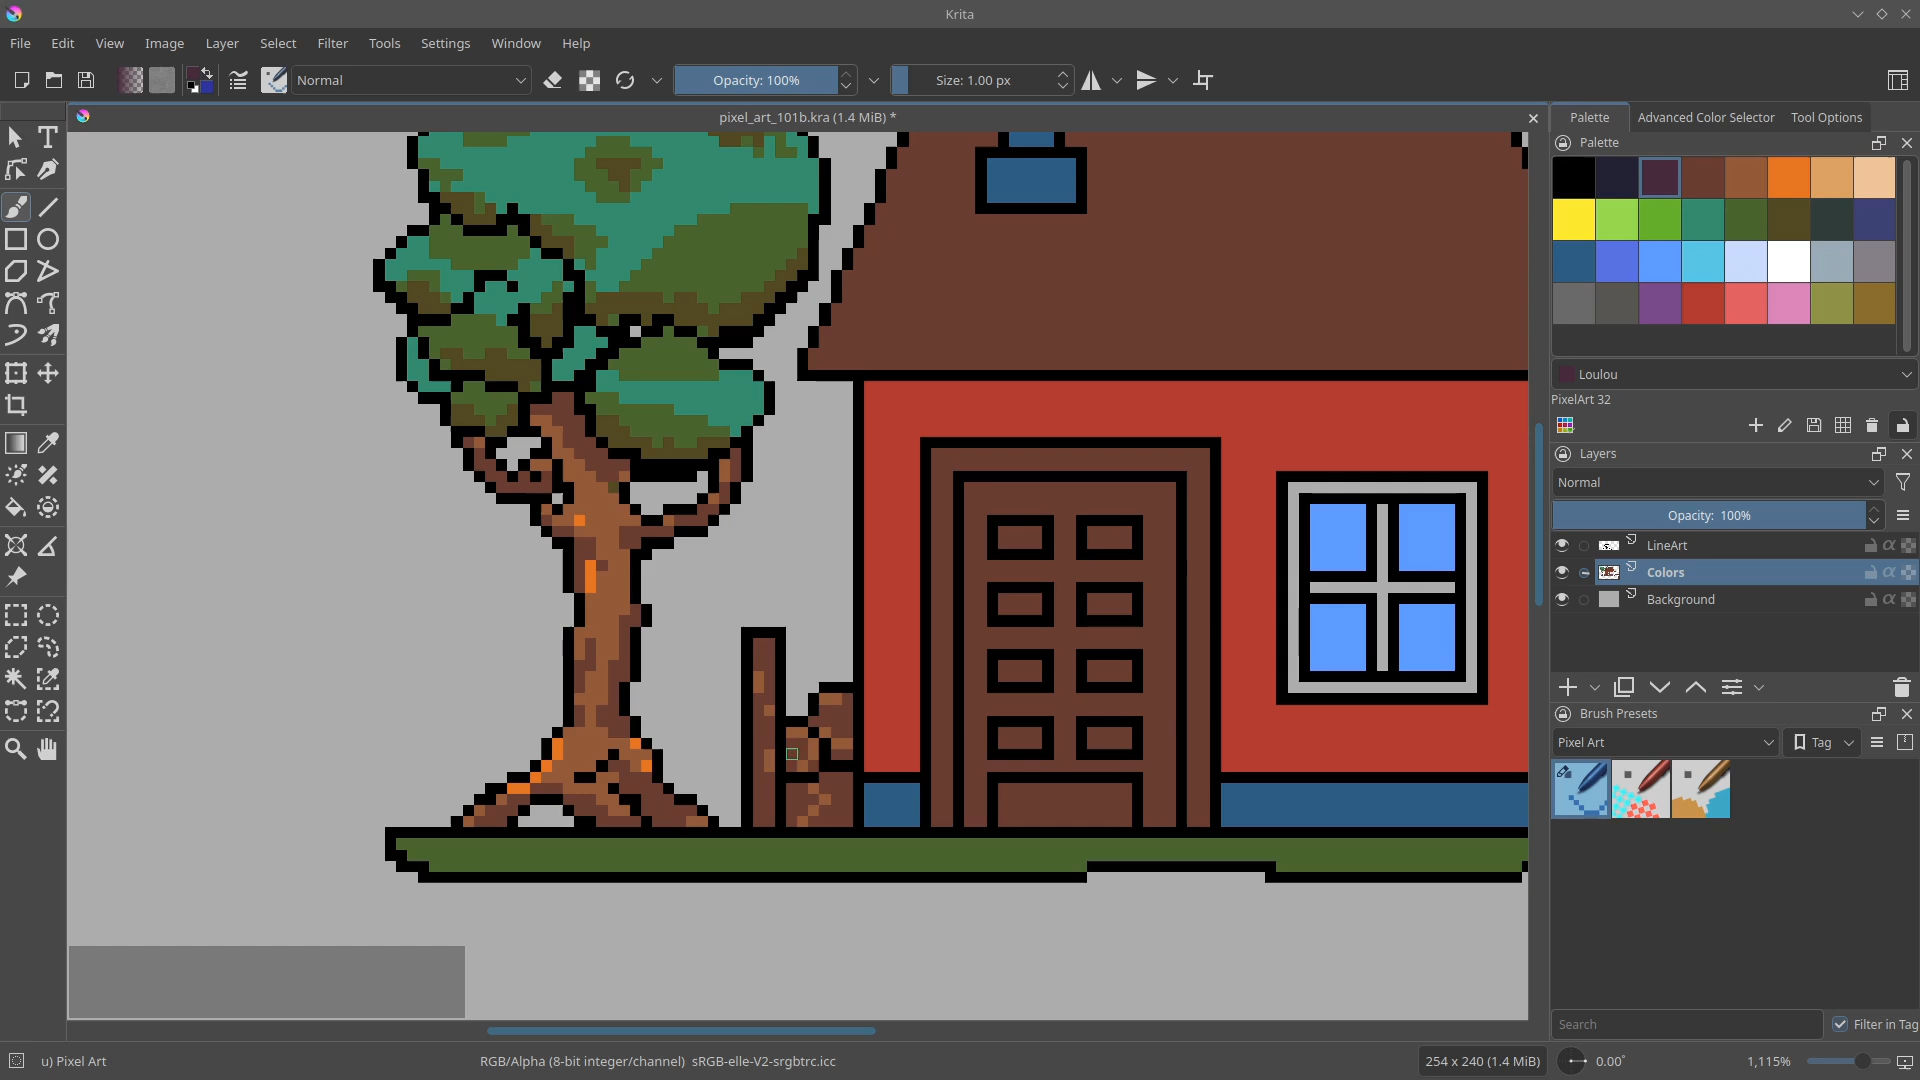 Krita
File Edit View Image Layer Select Filter Tools Settings Window Help
Normal Opacity: 100% Size: 1.00 px
pixel_art_101b.kra (1.4 MiB) *
Palette Advanced Color Selector Tool Options
Palette
Loulou
PixelArt 32
Layers
Normal
Opacity: 100%
LineArt
Colors
Background
Brush Presets
Pixel Art Tag
Search Filter in Tag
u) Pixel Art RGB/Alpha (8-bit integer/channel) sRGB-elle-V2-srgbtrc.icc 254 x 240 (1.4 MiB) 0.00° 1,115%